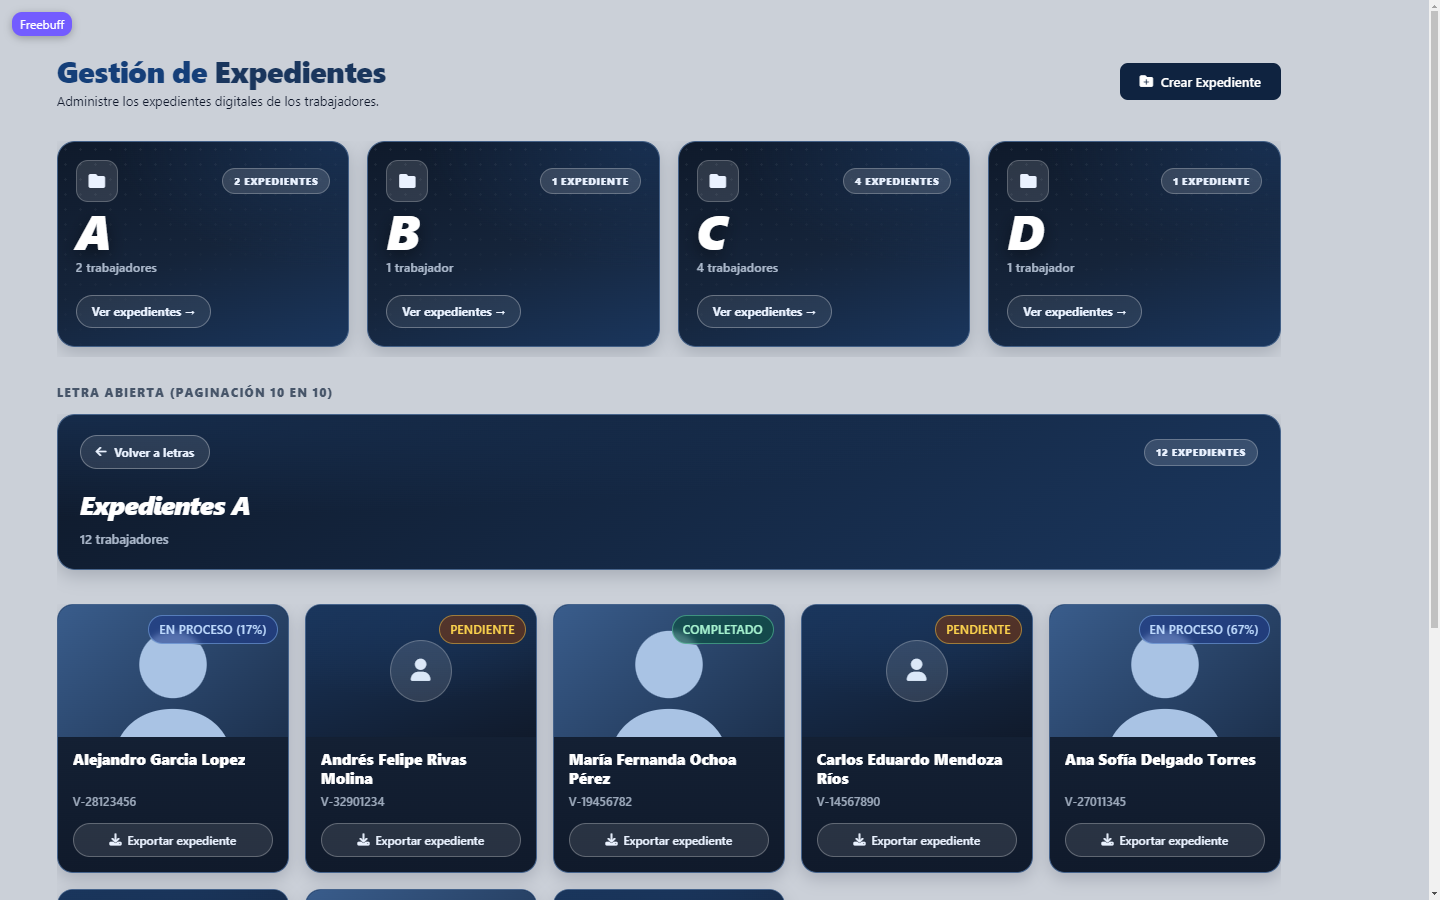 Freebuff
Gestión de Expedientes
Administre los expedientes digitales de los trabajadores.
Crear Expediente
2 EXPEDIENTES
A
2 trabajadores
Ver expedientes →
1 EXPEDIENTE
B
1 trabajador
Ver expedientes →
4 EXPEDIENTES
C
4 trabajadores
Ver expedientes →
1 EXPEDIENTE
D
1 trabajador
Ver expedientes →
LETRA ABIERTA (PAGINACIÓN 10 EN 10)
← Volver a letras
12 EXPEDIENTES
Expedientes A
12 trabajadores
EN PROCESO (17%)
Alejandro Garcia Lopez
V-28123456
Exportar expediente
PENDIENTE
Andrés Felipe Rivas
Molina
V-32901234
Exportar expediente
COMPLETADO
María Fernanda Ochoa
Pérez
V-19456782
Exportar expediente
PENDIENTE
Carlos Eduardo Mendoza
Ríos
V-14567890
Exportar expediente
EN PROCESO (67%)
Ana Sofía Delgado Torres
V-27011345
Exportar expediente